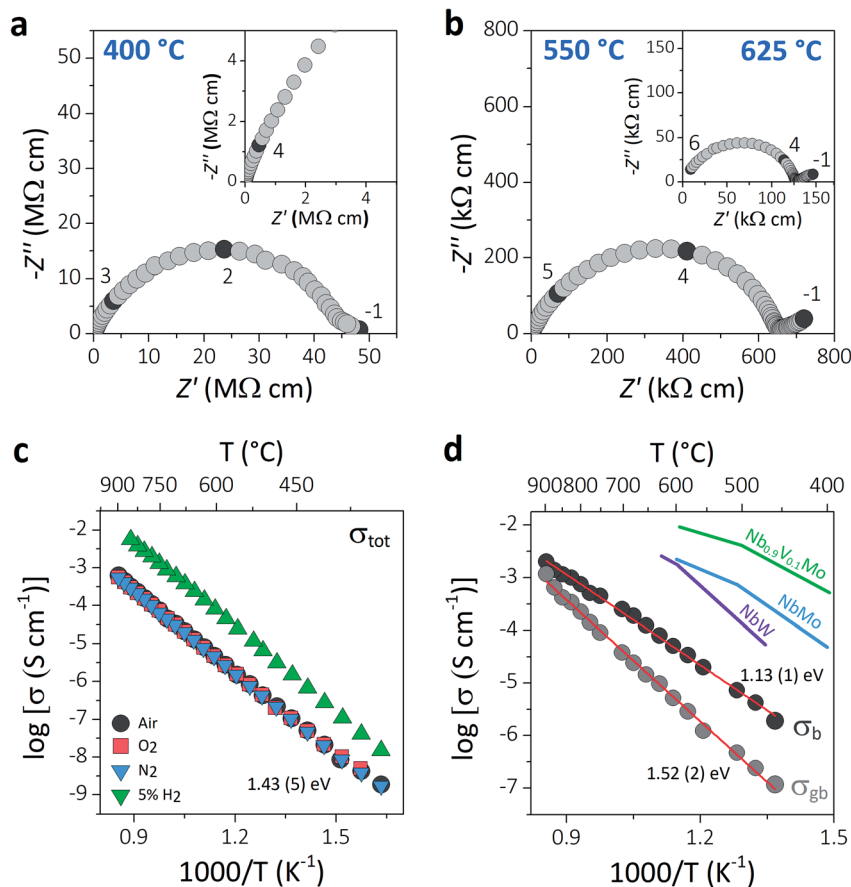 a
400 °C
-Z″ (MΩ cm)
55
50
45
40
35
30
25
20
15
10
5
0
0 10 20 30 40 50
Z′ (MΩ cm)
3
2
-1
-Z″ (MΩ cm)
4
2
0
0 2 4
Z′ (MΩ cm)
4
b
550 °C
625 °C
-Z″ (kΩ cm)
800
600
400
200
0
0 200 400 600 800
Z′ (kΩ cm)
5
4
-1
-Z″ (kΩ cm)
150
100
50
0
0 50 100 150
Z′ (kΩ cm)
6
4
-1
c
T (°C)
900 750 600 450
σtot
log [σ (S cm⁻¹)]
-2
-3
-4
-5
-6
-7
-8
-9
Air
O₂
N₂
5% H₂
1.43 (5) eV
0.9 1.2 1.5
1000/T (K⁻¹)
d
T (°C)
900 800 700 600 500 400
log [σ (S cm⁻¹)]
-2
-3
-4
-5
-6
-7
Nb₀.₉V₀.₁Mo
NbMo
NbW
1.13 (1) eV
σb
1.52 (2) eV
σgb
0.9 1.2 1.5
1000/T (K⁻¹)